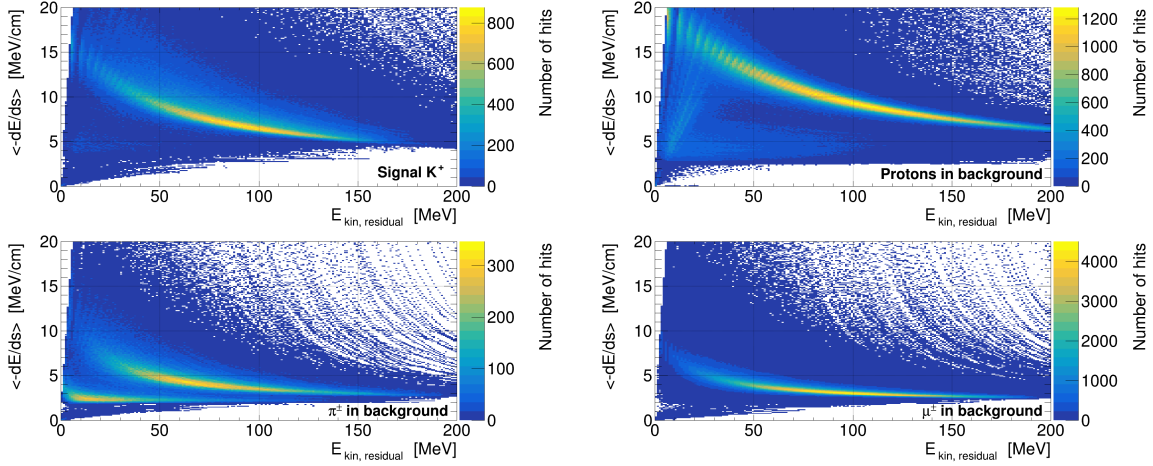 <-dE/ds> [MeV/cm]
20
15
10
5
0
0 50 100 150 200
E kin, residual [MeV]
Signal K+
800
600
400
200
0
Number of hits
<-dE/ds> [MeV/cm]
20
15
10
5
0
0 50 100 150 200
E kin, residual [MeV]
Protons in background
1200
1000
800
600
400
200
0
Number of hits
<-dE/ds> [MeV/cm]
20
15
10
5
0
0 50 100 150 200
E kin, residual [MeV]
π± in background
300
200
100
0
Number of hits
<-dE/ds> [MeV/cm]
20
15
10
5
0
0 50 100 150 200
E kin, residual [MeV]
μ± in background
4000
3000
2000
1000
0
Number of hits